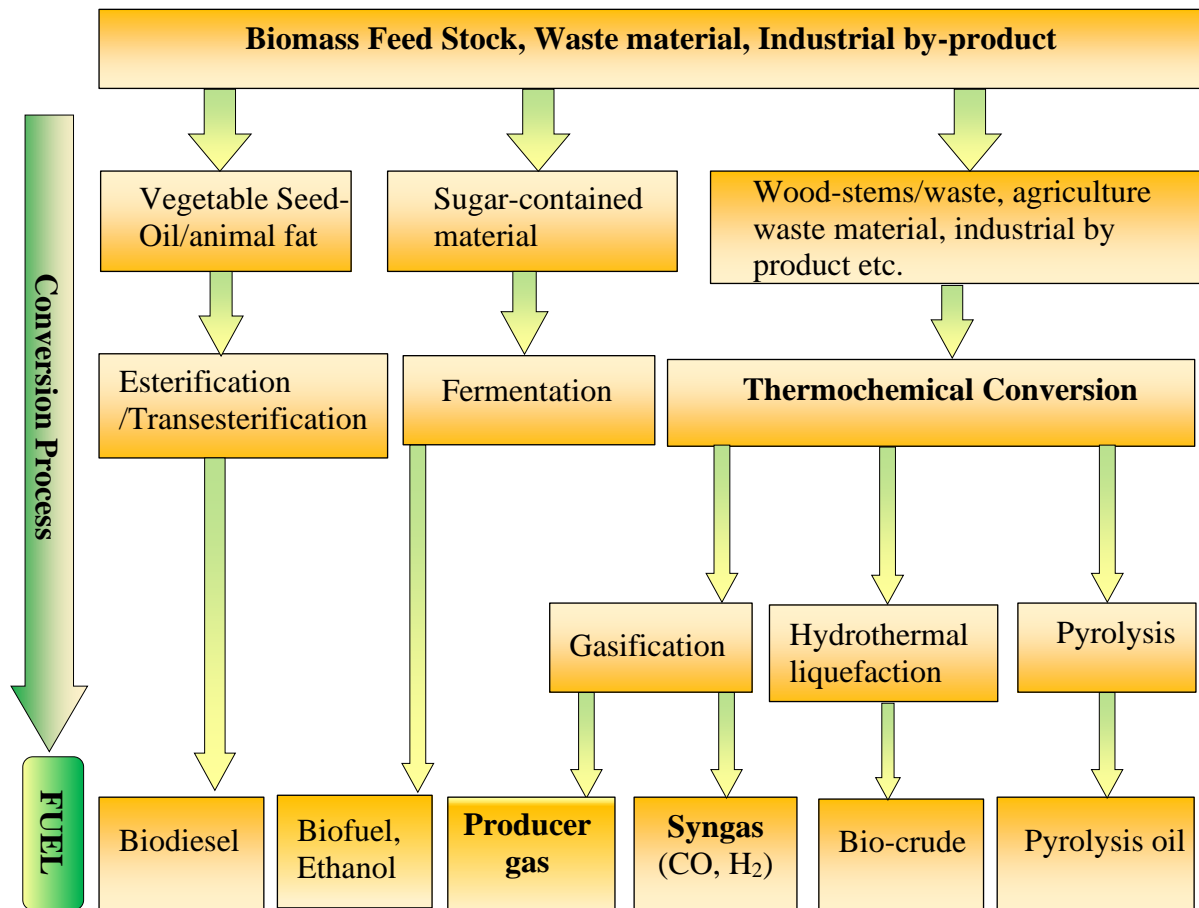 Biomass Feed Stock, Waste material, Industrial by-product
Conversion Process
Vegetable Seed-
Oil/animal fat
Sugar-contained
material
Wood-stems/waste, agriculture
waste material, industrial by
product etc.
Esterification
/Transesterification
Fermentation
Thermochemical Conversion
Gasification
Hydrothermal
liquefaction
Pyrolysis
FUEL
Biodiesel
Biofuel,
Ethanol
Producer
gas
Syngas
(CO, H₂)
Bio-crude
Pyrolysis oil